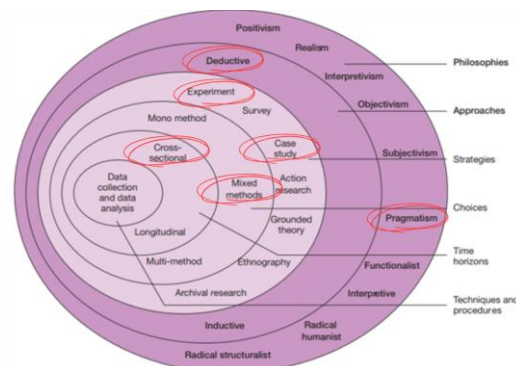 Positivism
Realism
Deductive
Philosophies
Interpretivism
Experiment
Objectivism
Survey
Approaches
Mono method
Cross-
sectional
Case
study
Subjectivism
Strategies
Data
collection
and data
analysis
Mixed
methods
Action
research
Choices
Pragmatism
Grounded
theory
Longitudinal
Time
horizons
Multi-method
Ethnography
Functionalist
Archival research
Interpretive
Techniques and
procedures
Inductive
Radical
humanist
Radical structuralist